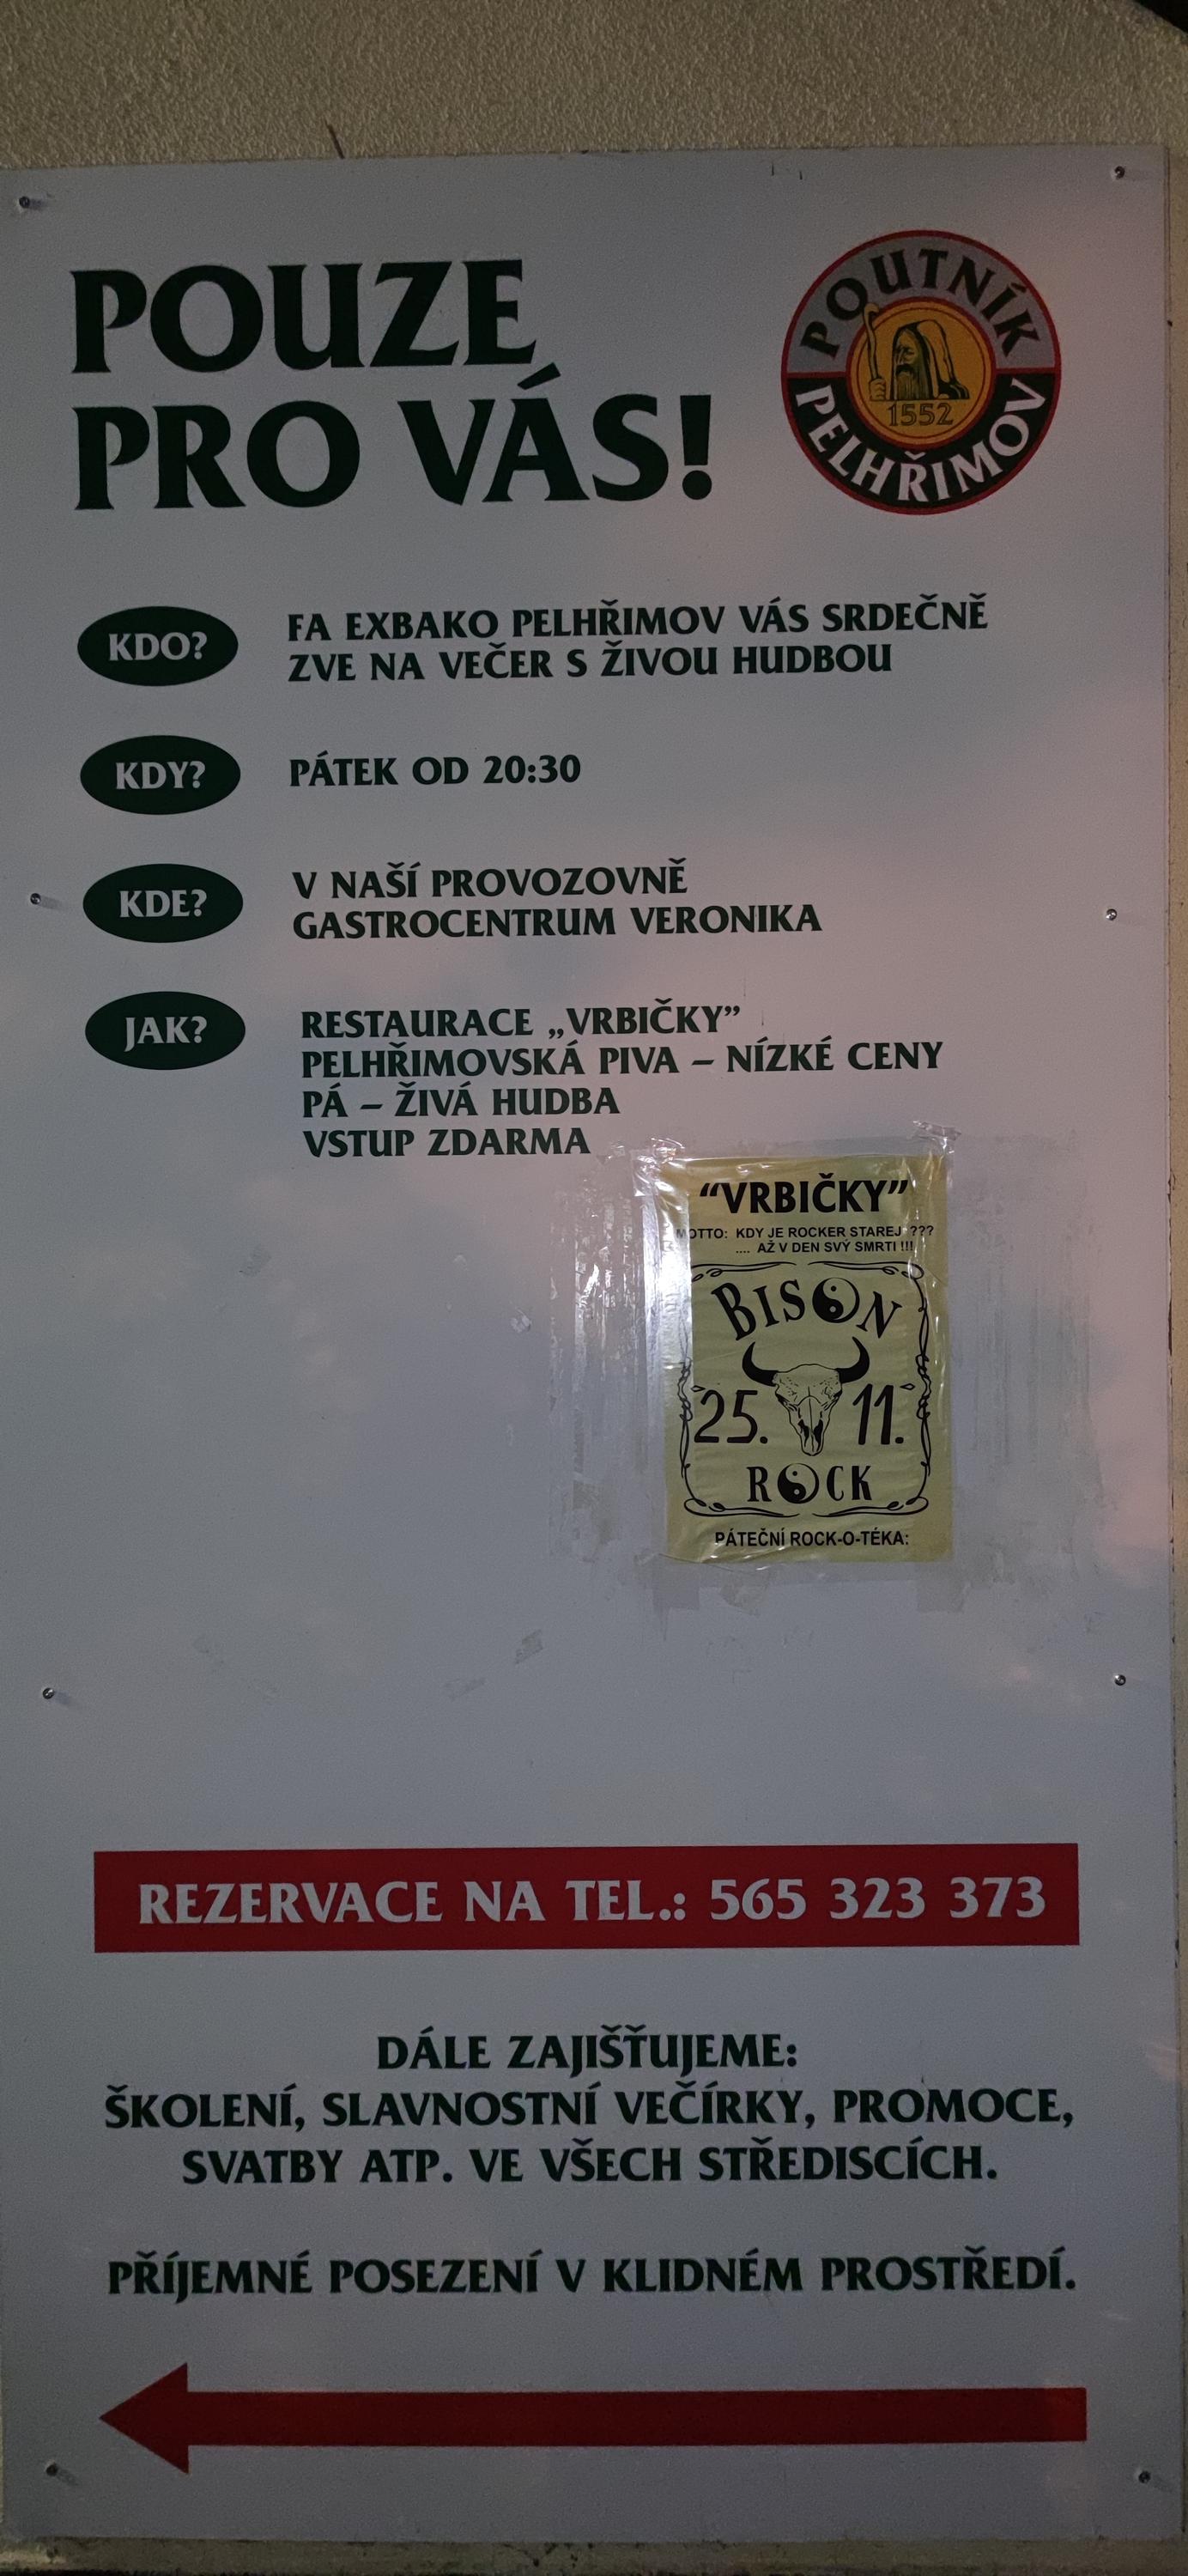 POUZE
PRO VÁS!
POUTNÍK
1552
PELHŘIMOV
KDO?
FA EXBAKO PELHŘIMOV VÁS SRDEČNĚ
ZVE NA VEČER S ŽIVOU HUDBOU
KDY?
PÁTEK OD 20:30
KDE?
V NAŠÍ PROVOZOVNĚ
GASTROCENTRUM VERONIKA
JAK?
RESTAURACE „VRBIČKY”
PELHŘIMOVSKÁ PIVA – NÍZKÉ CENY
PÁ – ŽIVÁ HUDBA
VSTUP ZDARMA
“VRBIČKY”
MOTTO: KDY JE ROCKER STAREJ ???
.... AŽ V DEN SVÝ SMRTI !!!
BISON
25. 11.
ROCK
PÁTEČNÍ ROCK-O-TÉKA:
REZERVACE NA TEL.: 565 323 373
DÁLE ZAJIŠŤUJEME:
ŠKOLENÍ, SLAVNOSTNÍ VEČÍRKY, PROMOCE,
SVATBY ATP. VE VŠECH STŘEDISCÍCH.
PŘÍJEMNÉ POSEZENÍ V KLIDNÉM PROSTŘEDÍ.